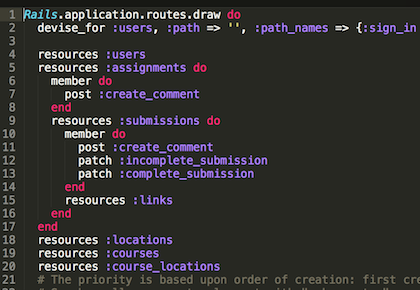 1 Rails.application.routes.draw do
2 devise_for :users, :path => '', :path_names => {:sign_in
3
4 resources :users
5 resources :assignments do
6 member do
7 post :create_comment
8 end
9 resources :submissions do
10 member do
11 post :create_comment
12 patch :incomplete_submission
13 patch :complete_submission
14 end
15 resources :links
16 end
17 end
18 resources :locations
19 resources :courses
20 resources :course_locations
21 # The priority is based upon order of creation: first cre